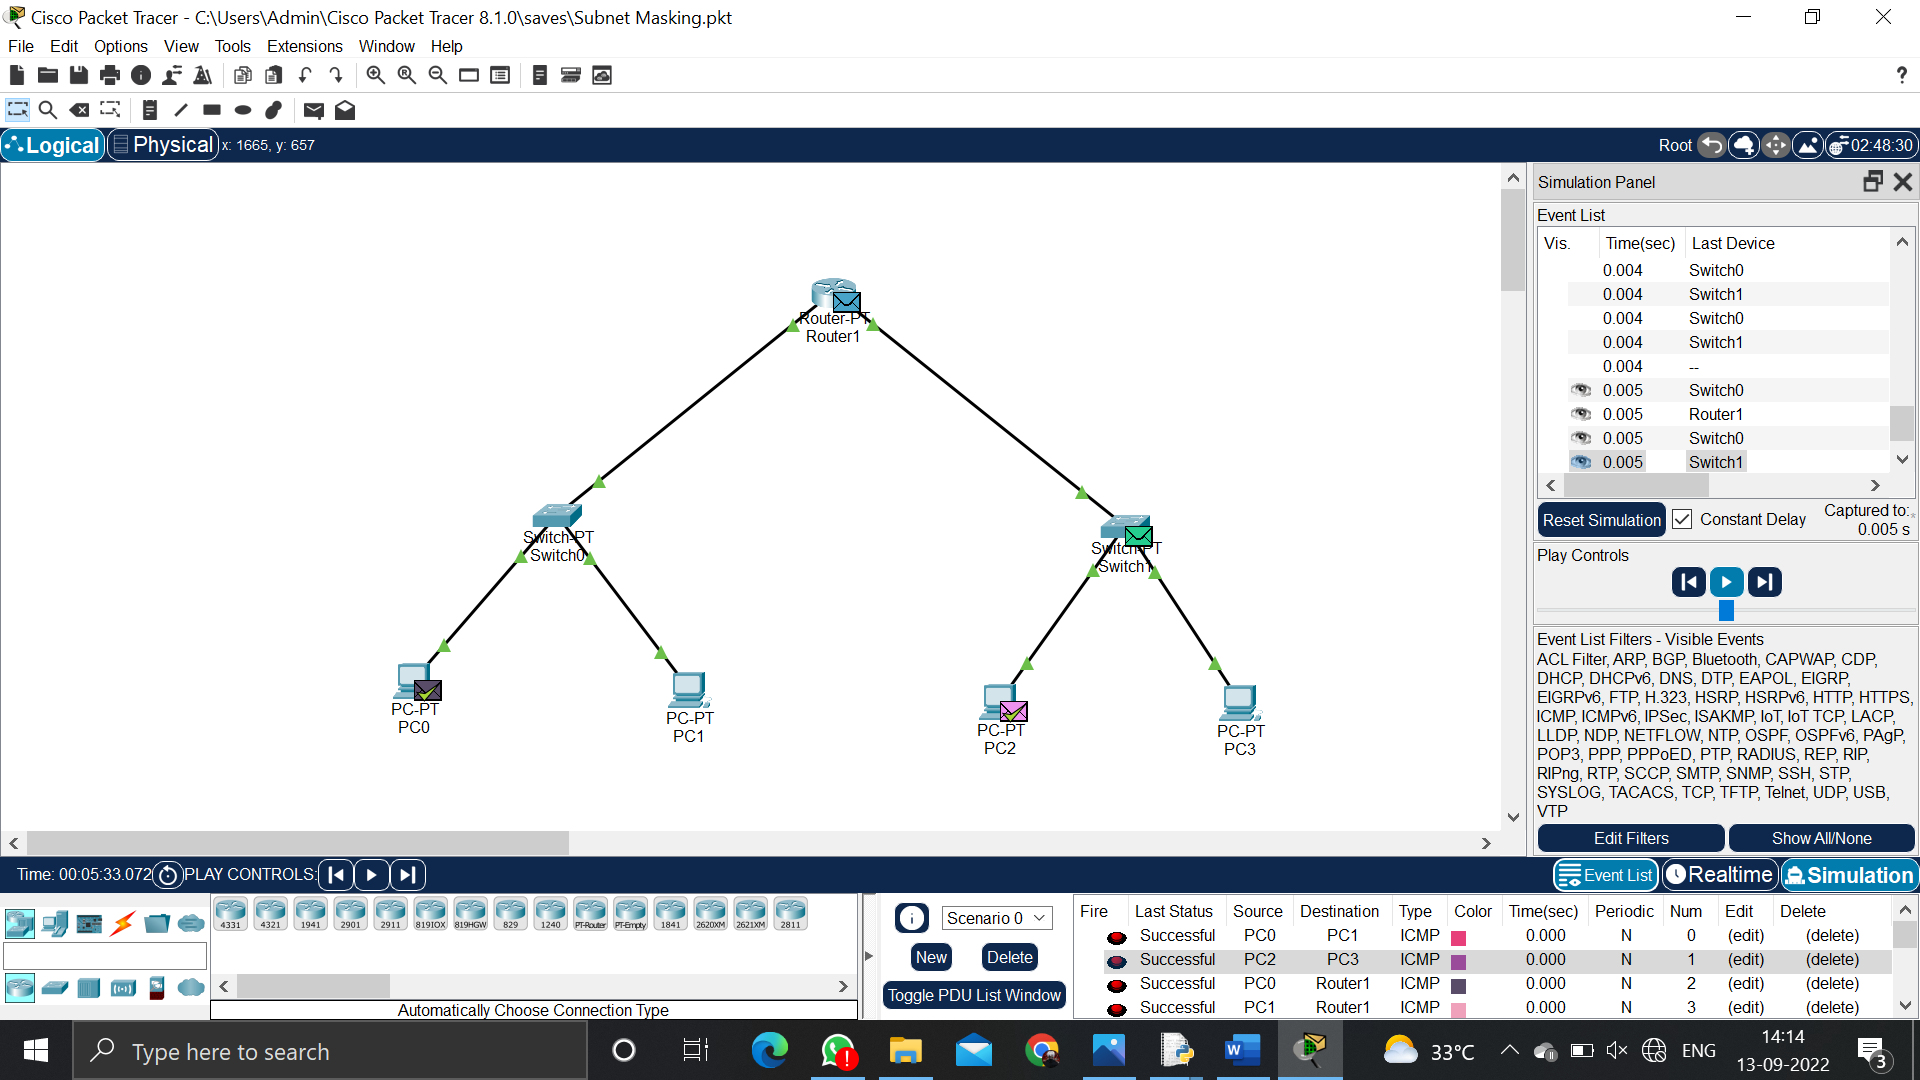 Cisco Packet Tracer - C:\Users\Admin\Cisco Packet Tracer 8.1.0\saves\Subnet Masking.pkt
File Edit Options View Tools Extensions Window Help
?
Logical Physical x: 1665, y: 657
Root 02:48:30
Router-PT
Router1
Switch-PT
Switch0
Switch-PT
Switch1
PC-PT
PC0
PC-PT
PC1
PC-PT
PC2
PC-PT
PC3
Simulation Panel
Event List
Vis. Time(sec) Last Device
0.004 Switch0
0.004 Switch1
0.004 Switch0
0.004 Switch1
0.004 --
0.005 Switch0
0.005 Router1
0.005 Switch0
0.005 Switch1
Reset Simulation Constant Delay Captured to:
0.005 s
Play Controls
Event List Filters - Visible Events
ACL Filter, ARP, BGP, Bluetooth, CAPWAP, CDP,
DHCP, DHCPv6, DNS, DTP, EAPOL, EIGRP,
EIGRPv6, FTP, H.323, HSRP, HSRPv6, HTTP, HTTPS,
ICMP, ICMPv6, IPSec, ISAKMP, IoT, IoT TCP, LACP,
LLDP, NDP, NETFLOW, NTP, OSPF, OSPFv6, PAgP,
POP3, PPP, PPPoED, PTP, RADIUS, REP, RIP,
RIPng, RTP, SCCP, SMTP, SNMP, SSH, STP,
SYSLOG, TACACS, TCP, TFTP, Telnet, UDP, USB,
VTP
Edit Filters Show All/None
Time: 00:05:33.072 PLAY CONTROLS:
Event List Realtime Simulation
4331 4321 1941 2901 2911 819IOX 819HGW 829 1240 PT-Router PT-Empty 1841 2620XM 2621XM 2811
Automatically Choose Connection Type
Scenario 0
New Delete
Toggle PDU List Window
Fire Last Status Source Destination Type Color Time(sec) Periodic Num Edit Delete
Successful PC0 PC1 ICMP 0.000 N 0 (edit) (delete)
Successful PC2 PC3 ICMP 0.000 N 1 (edit) (delete)
Successful PC0 Router1 ICMP 0.000 N 2 (edit) (delete)
Successful PC1 Router1 ICMP 0.000 N 3 (edit) (delete)
Type here to search
33°C ENG
14:14
13-09-2022
3